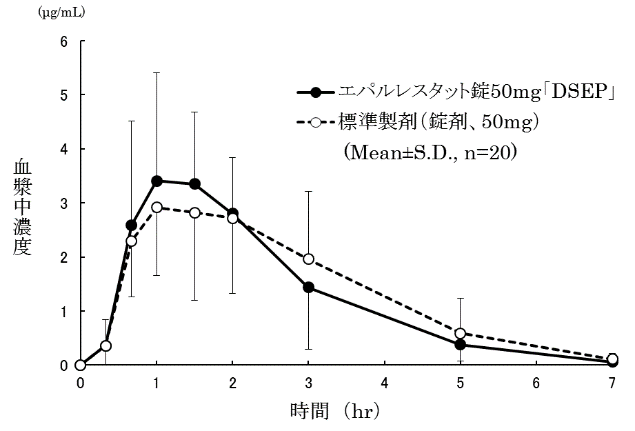 (µg/mL)
6
5
4
3
2
1
0
血漿中濃度
エパルレスタット錠50mg「DSEP」
標準製剤（錠剤、50mg）
(Mean±S.D., n=20)
0 1 2 3 4 5 6 7
時間 (hr)